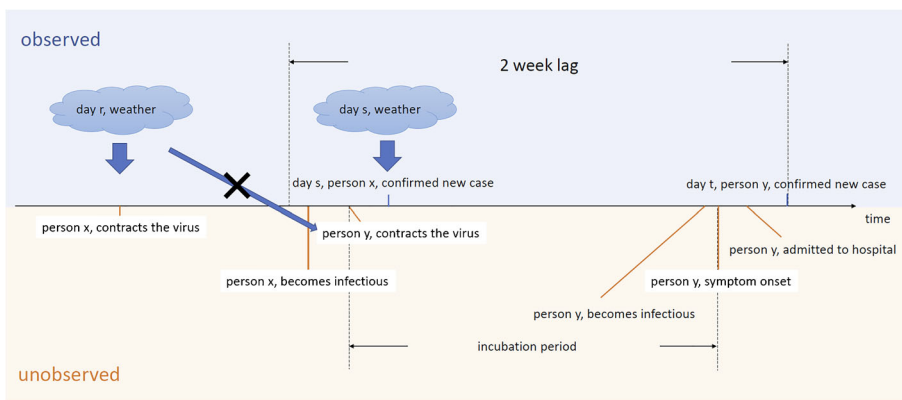 observed
2 week lag
day r, weather
day s, weather
day s, person x, confirmed new case
day t, person y, confirmed new case
time
person x, contracts the virus
person y, contracts the virus
person y, admitted to hospital
person x, becomes infectious
person y, symptom onset
person y, becomes infectious
incubation period
unobserved